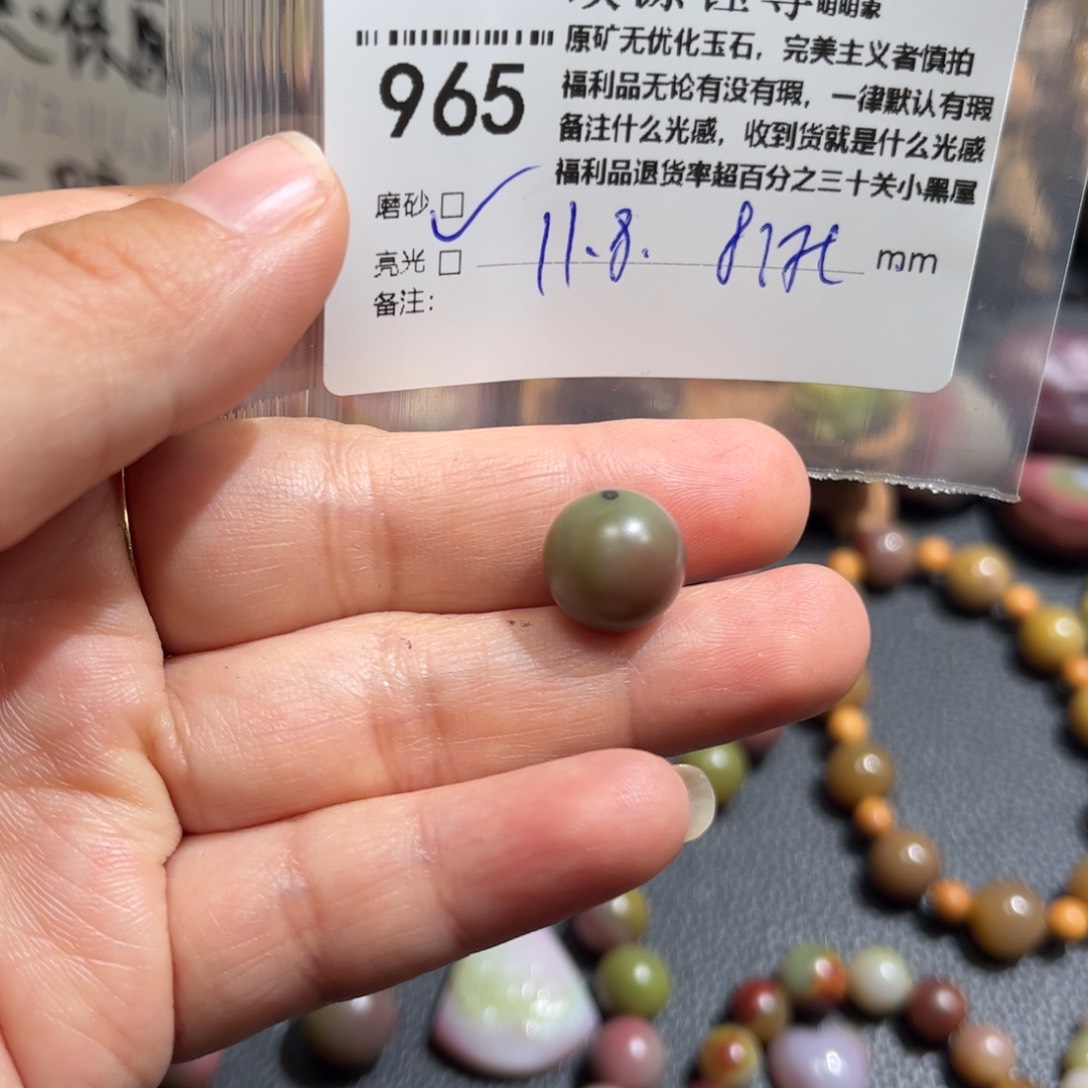 明明家
原矿无优化玉石，完美主义者慎拍
965
福利品无论有没有瑕，一律默认有瑕
备注什么光感，收到货就是什么光感
福利品退货率超百分之三十关小黑屋
磨砂 □
亮光 □ 11.8. mm
备注：